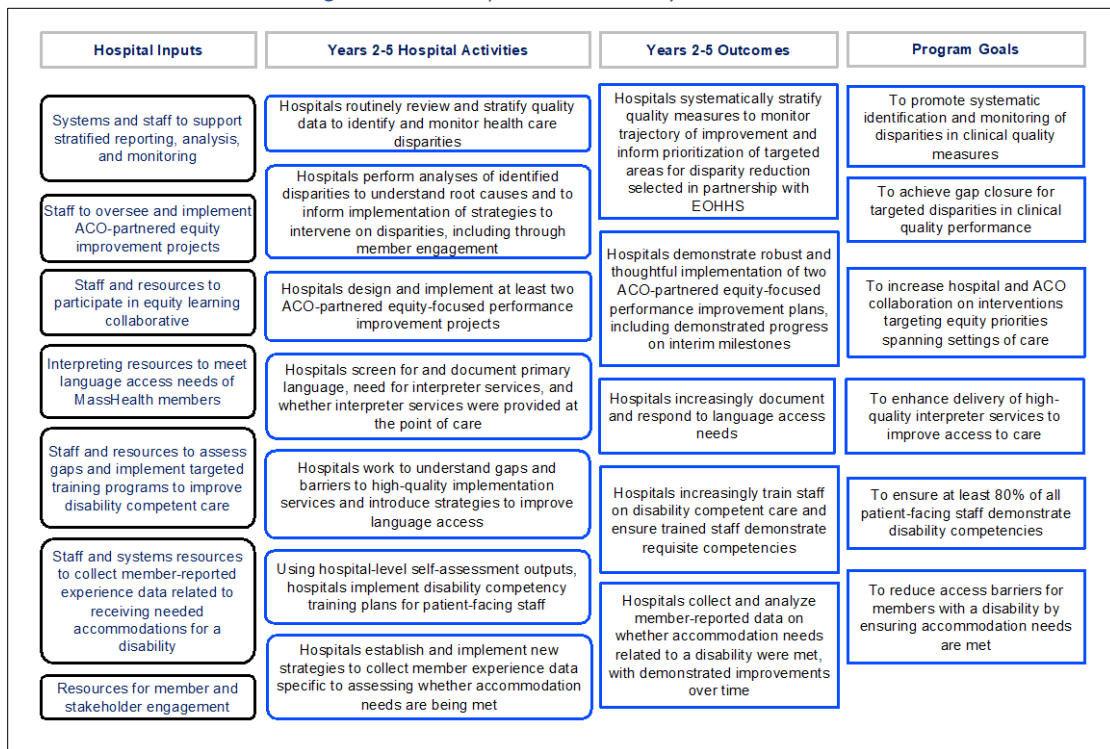 Hospital Inputs
Systems and staff to support
stratified reporting, analysis,
and monitoring
Staff to oversee and implement
ACO-partnered equity
improvement projects
Staff and resources to
participate in equity learning
collaborative
Interpreting resources to meet
language access needs of
MassHealth members
Staff and resources to assess
gaps and implement targeted
training programs to improve
disability competent care
Staff and systems resources
to collect member-reported
experience data related to
receiving needed
accommodations for a
disability
Resources for member and
stakeholder engagement
Years 2-5 Hospital Activities
Hospitals routinely review and stratify quality
data to identify and monitor health care
disparities
Hospitals perform analyses of identified
disparities to understand root causes and to
inform implementation of strategies to
intervene on disparities, including through
member engagement
Hospitals design and implement at least two
ACO-partnered equity-focused performance
improvement projects
Hospitals screen for and document primary
language, need for interpreter services, and
whether interpreter services were provided at
the point of care
Hospitals work to understand gaps and
barriers to high-quality implementation
services and introduce strategies to improve
language access
Using hospital-level self-assessment outputs,
hospitals implement disability competency
training plans for patient-facing staff
Hospitals establish and implement new
strategies to collect member experience data
specific to assessing whether accommodation
needs are being met
Years 2-5 Outcomes
Hospitals systematically stratify
quality measures to monitor
trajectory of improvement and
inform prioritization of targeted
areas for disparity reduction
selected in partnership with
EOHHS
Hospitals demonstrate robust and
thoughtful implementation of two
ACO-partnered equity-focused
performance improvement plans,
including demonstrated progress
on interim milestones
Hospitals increasingly document
and respond to language access
needs
Hospitals increasingly train staff
on disability competent care and
ensure trained staff demonstrate
requisite competencies
Hospitals collect and analyze
member-reported data on
whether accommodation needs
related to a disability were met,
with demonstrated improvements
over time
Program Goals
To promote systematic
identification and monitoring of
disparities in clinical quality
measures
To achieve gap closure for
targeted disparities in clinical
quality performance
To increase hospital and ACO
collaboration on interventions
targeting equity priorities
spanning settings of care
To enhance delivery of high-
quality interpreter services to
improve access to care
To ensure at least 80% of all
patient-facing staff demonstrate
disability competencies
To reduce access barriers for
members with a disability by
ensuring accommodation needs
are met